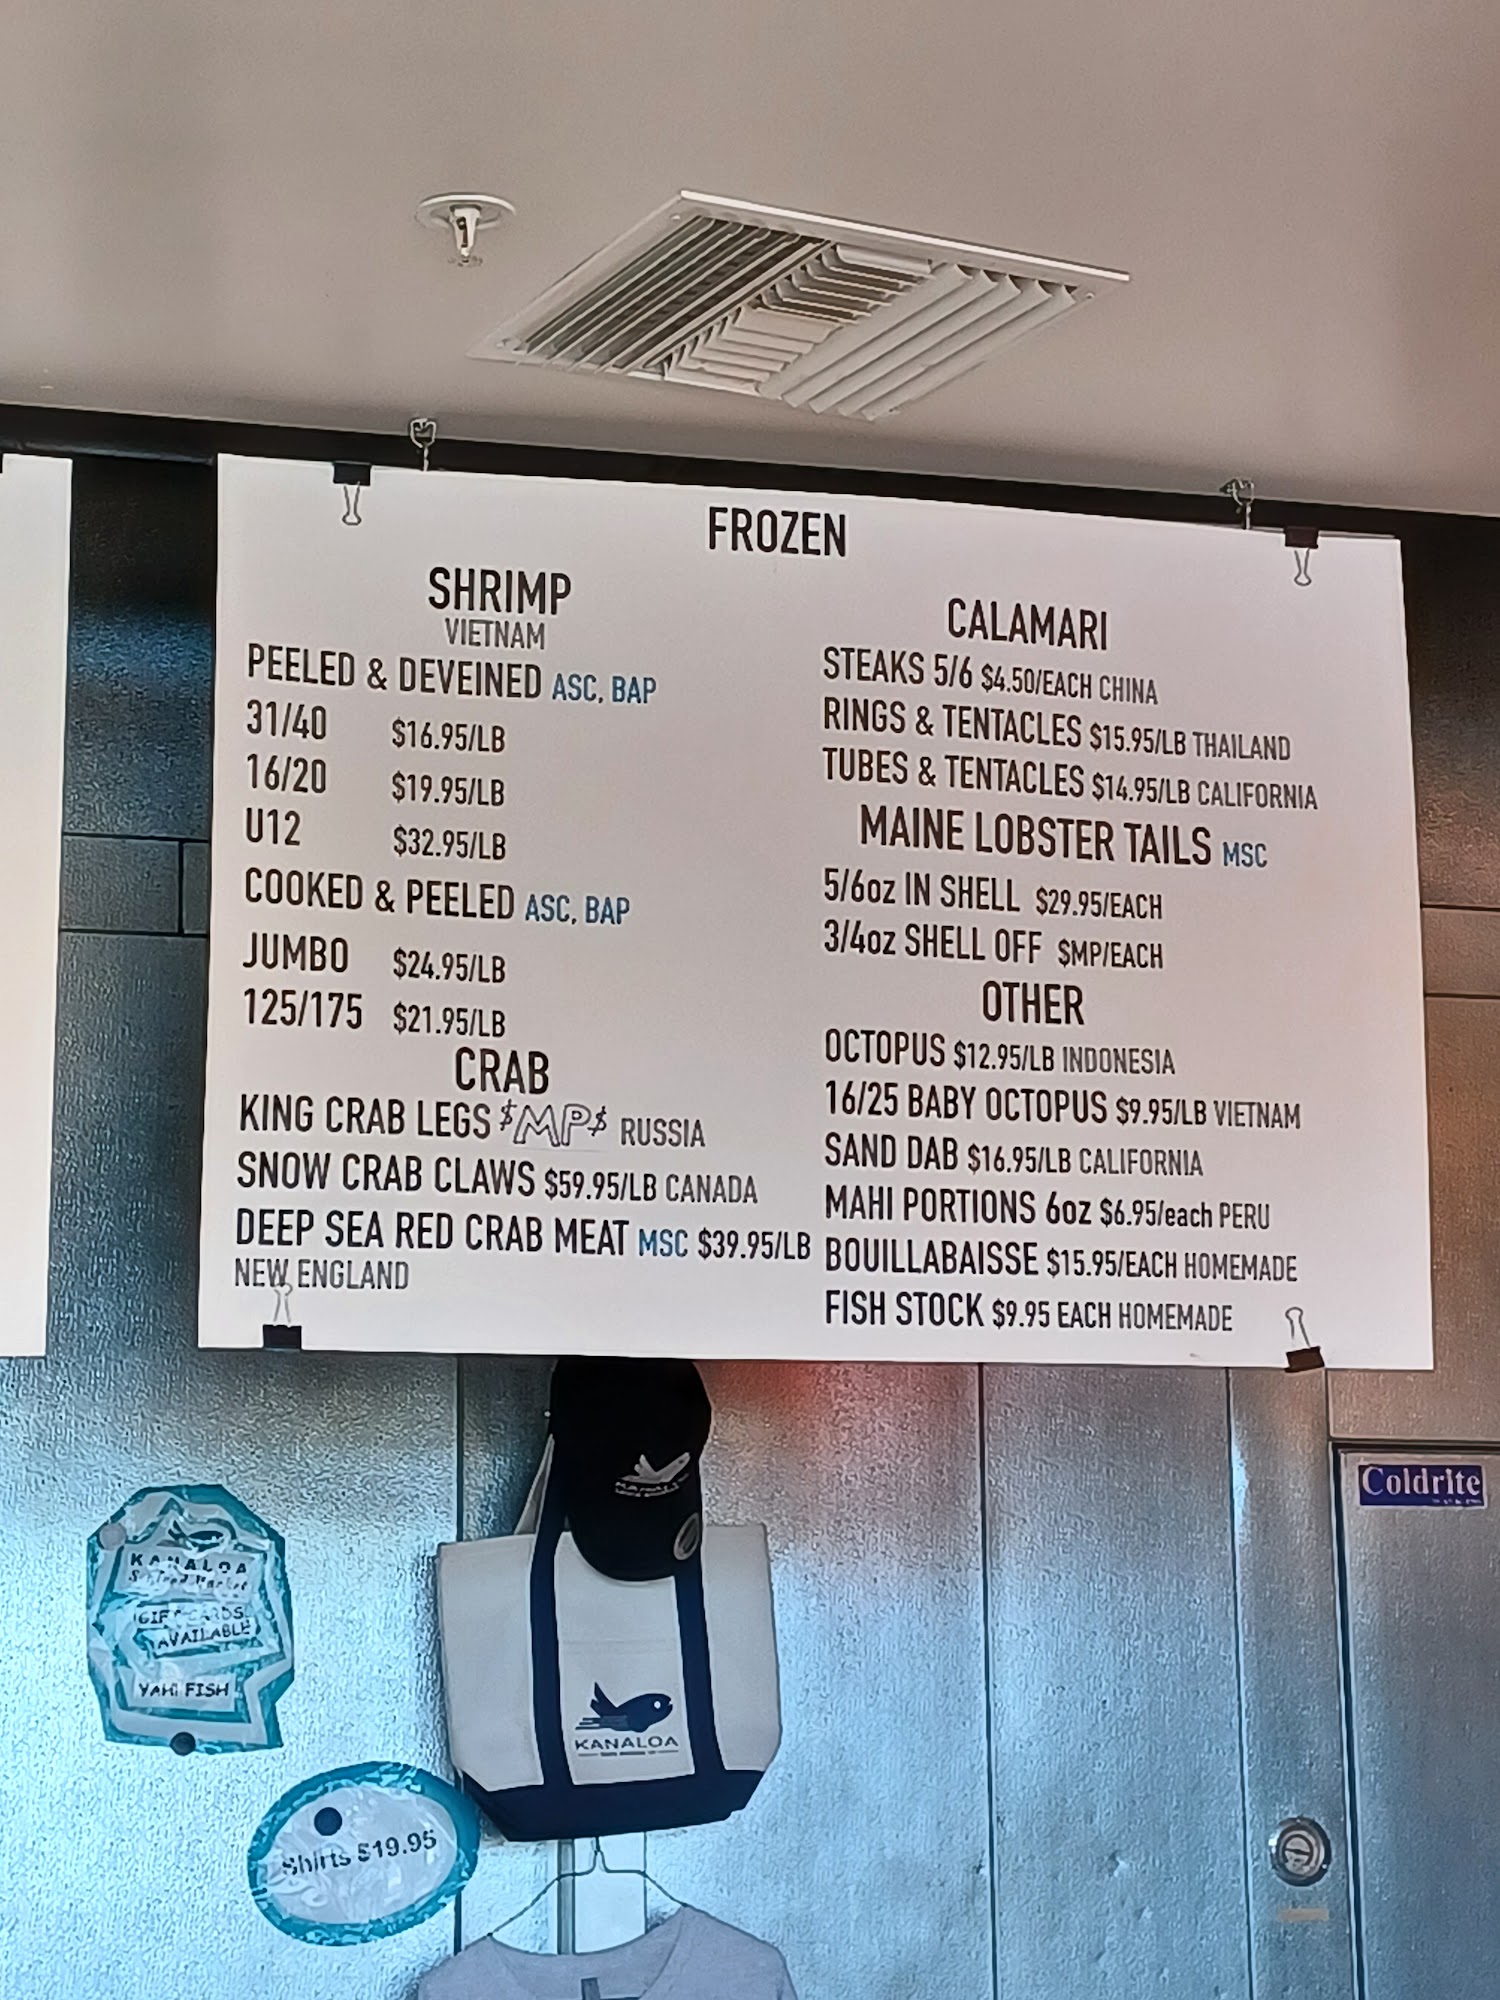 FROZEN
SHRIMP
VIETNAM
PEELED & DEVEINED ASC, BAP
31/40 $16.95/LB
16/20 $19.95/LB
U12 $32.95/LB
COOKED & PEELED ASC, BAP
JUMBO $24.95/LB
125/175 $21.95/LB
CRAB
KING CRAB LEGS $MP$ RUSSIA
SNOW CRAB CLAWS $59.95/LB CANADA
DEEP SEA RED CRAB MEAT MSC $39.95/LB
NEW ENGLAND
CALAMARI
STEAKS 5/6 $4.50/EACH CHINA
RINGS & TENTACLES $15.95/LB THAILAND
TUBES & TENTACLES $14.95/LB CALIFORNIA
MAINE LOBSTER TAILS MSC
5/6oz IN SHELL $29.95/EACH
3/4oz SHELL OFF $MP/EACH
OTHER
OCTOPUS $12.95/LB INDONESIA
16/25 BABY OCTOPUS $9.95/LB VIETNAM
SAND DAB $16.95/LB CALIFORNIA
MAHI PORTIONS 6oz $6.95/each PERU
BOUILLABAISSE $15.95/EACH HOMEMADE
FISH STOCK $9.95 EACH HOMEMADE
Coldrite
KANALOA
Seafood Market
GIFT CARDS
AVAILABLE
YAHI FISH
KANALOA
Shirts $19.95